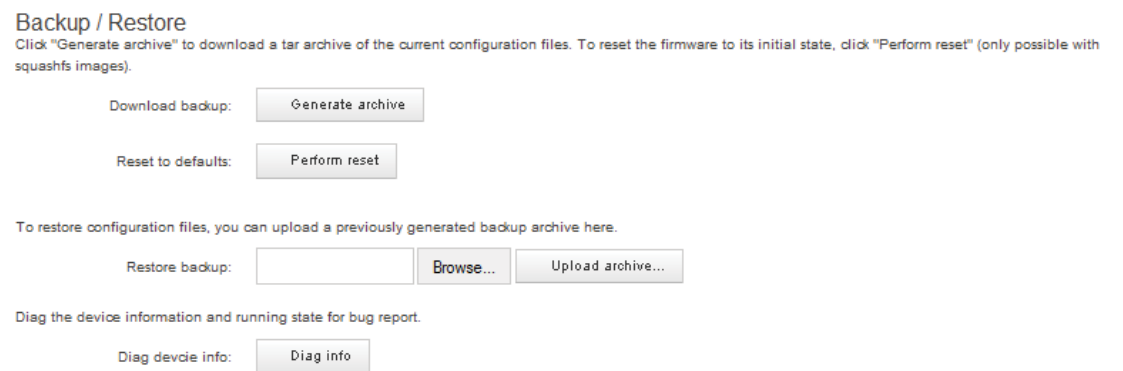 Backup / Restore
Click "Generate archive" to download a tar archive of the current configuration files. To reset the firmware to its initial state, click "Perform reset" (only possible with
squashfs images).
Download backup: Generate archive
Reset to defaults: Perform reset
To restore configuration files, you can upload a previously generated backup archive here.
Restore backup: Browse... Upload archive...
Diag the device information and running state for bug report.
Diag devcie info: Diag info